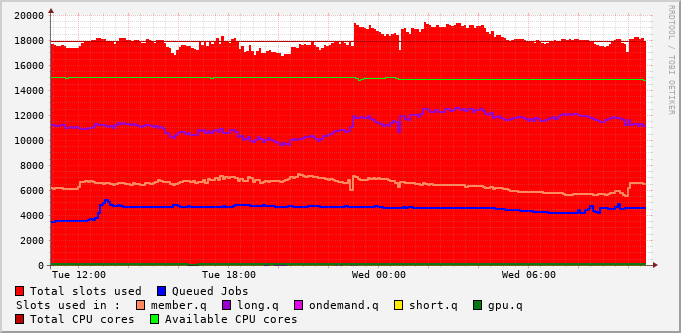 20000
18000
16000
14000
12000
10000
8000
6000
4000
2000
0
Tue 12:00 Tue 18:00 Wed 00:00 Wed 06:00
RRDTOOL / TOBI OETIKER
Total slots used Queued Jobs
Slots used in : member.q long.q ondemand.q short.q gpu.q
Total CPU cores Available CPU cores